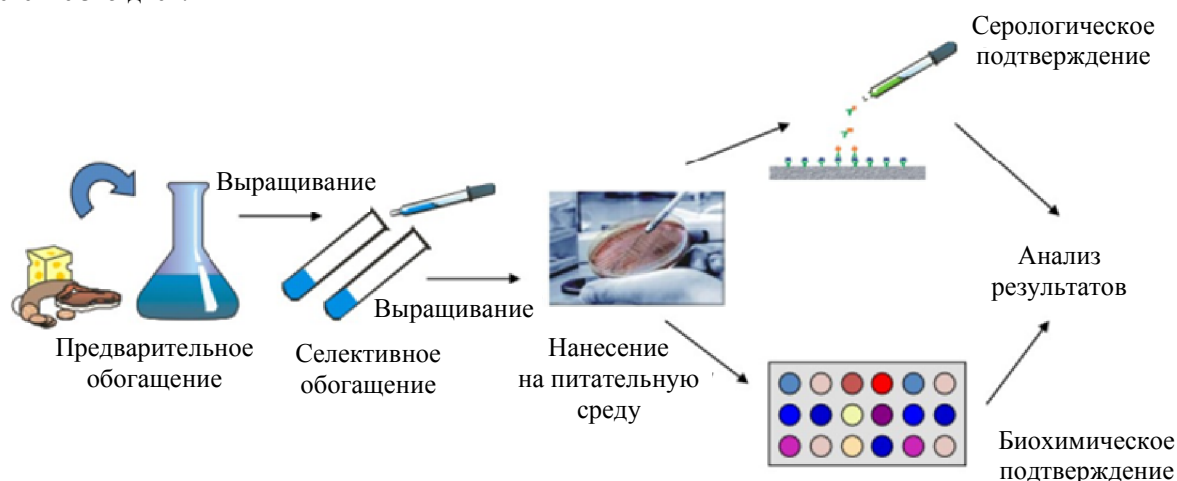 Серологическое
подтверждение
Выращивание
Выращивание
Предварительное
обогащение
Селективное
обогащение
Нанесение
на питательную
среду
Анализ
результатов
Биохимическое
подтверждение